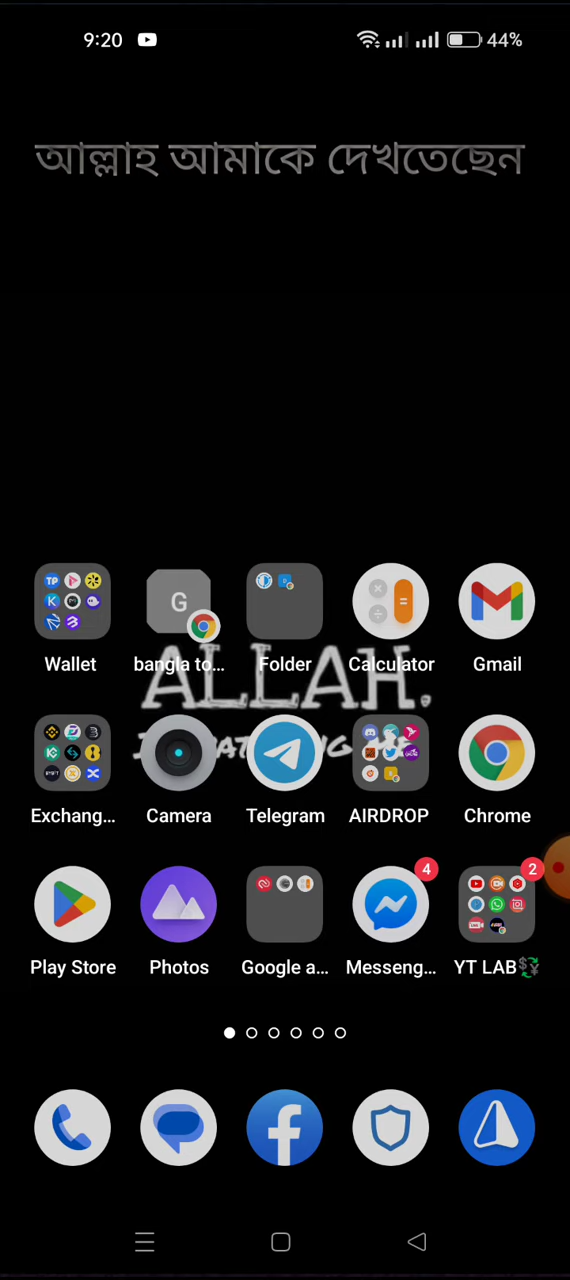 9:20 44%
আল্লাহ আমাকে দেখতেছেন
Wallet bangla to... Folder Calculator Gmail
G
ALLAH.
Exchang... Camera Telegram AIRDROP Chrome
4 2
Play Store Photos Google a... Messeng... YT LAB